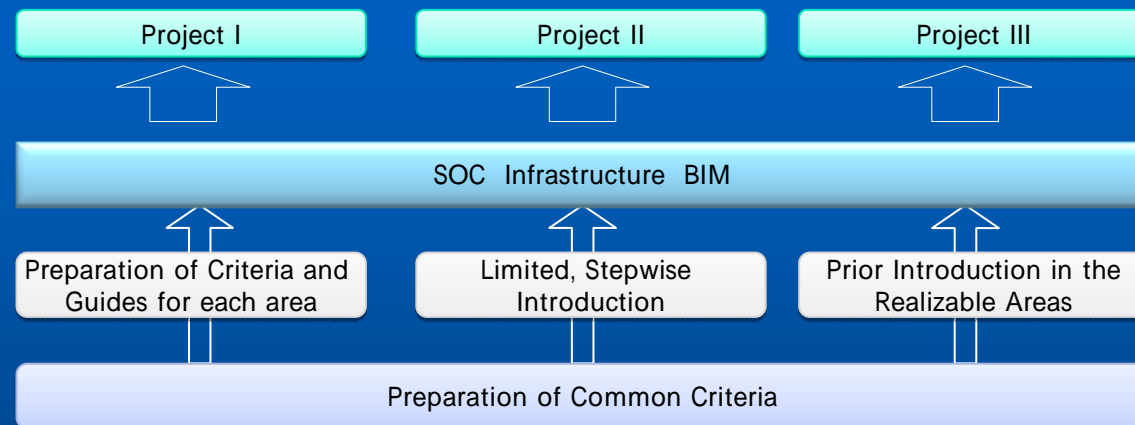 Project I
Project II
Project III
SOC Infrastructure BIM
Preparation of Criteria and
Guides for each area
Limited, Stepwise
Introduction
Prior Introduction in the
Realizable Areas
Preparation of Common Criteria